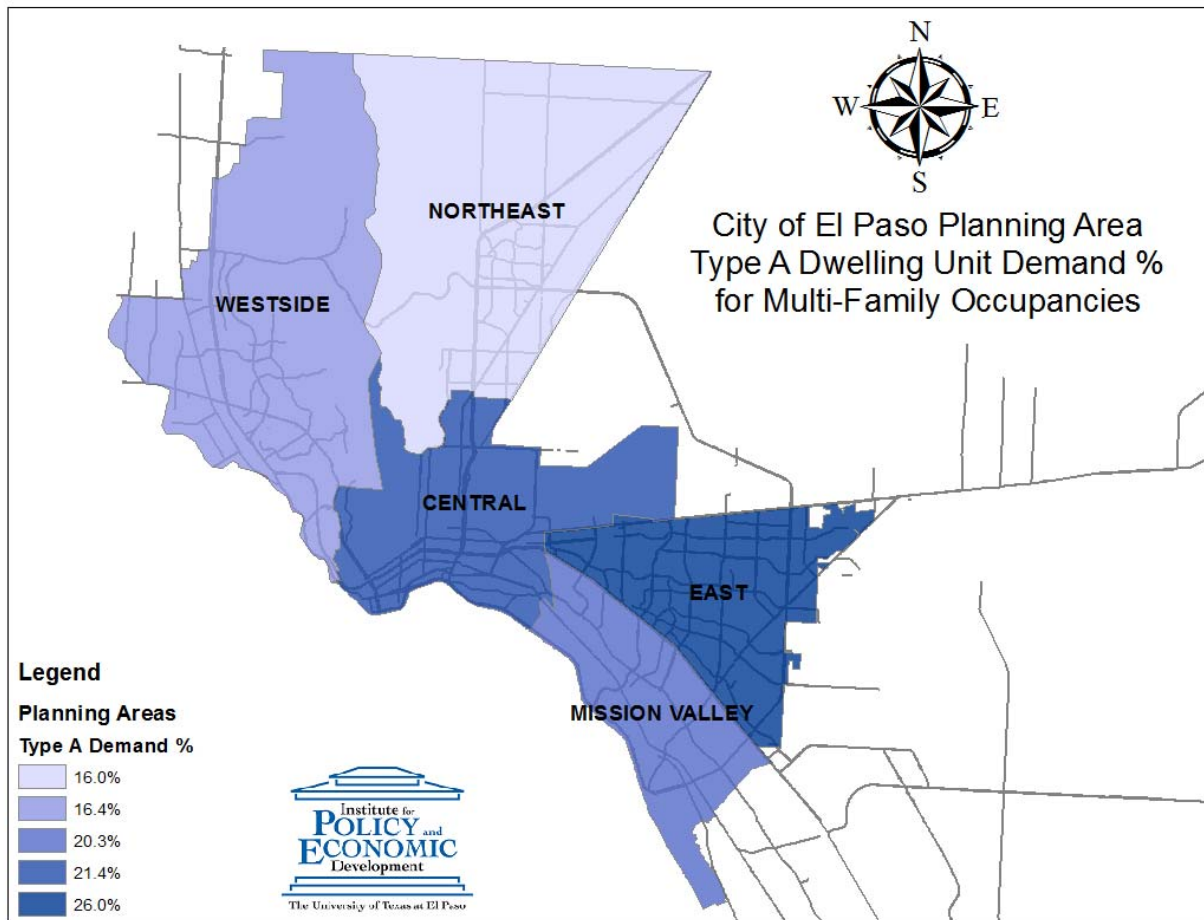 N
W E
S
City of El Paso Planning Area
Type A Dwelling Unit Demand %
for Multi-Family Occupancies
NORTHEAST
WESTSIDE
CENTRAL
EAST
MISSION VALLEY
Legend
Planning Areas
Type A Demand %
16.0%
16.4%
20.3%
21.4%
26.0%
Institute for
POLICY and
ECONOMIC
Development
The University of Texas at El Paso